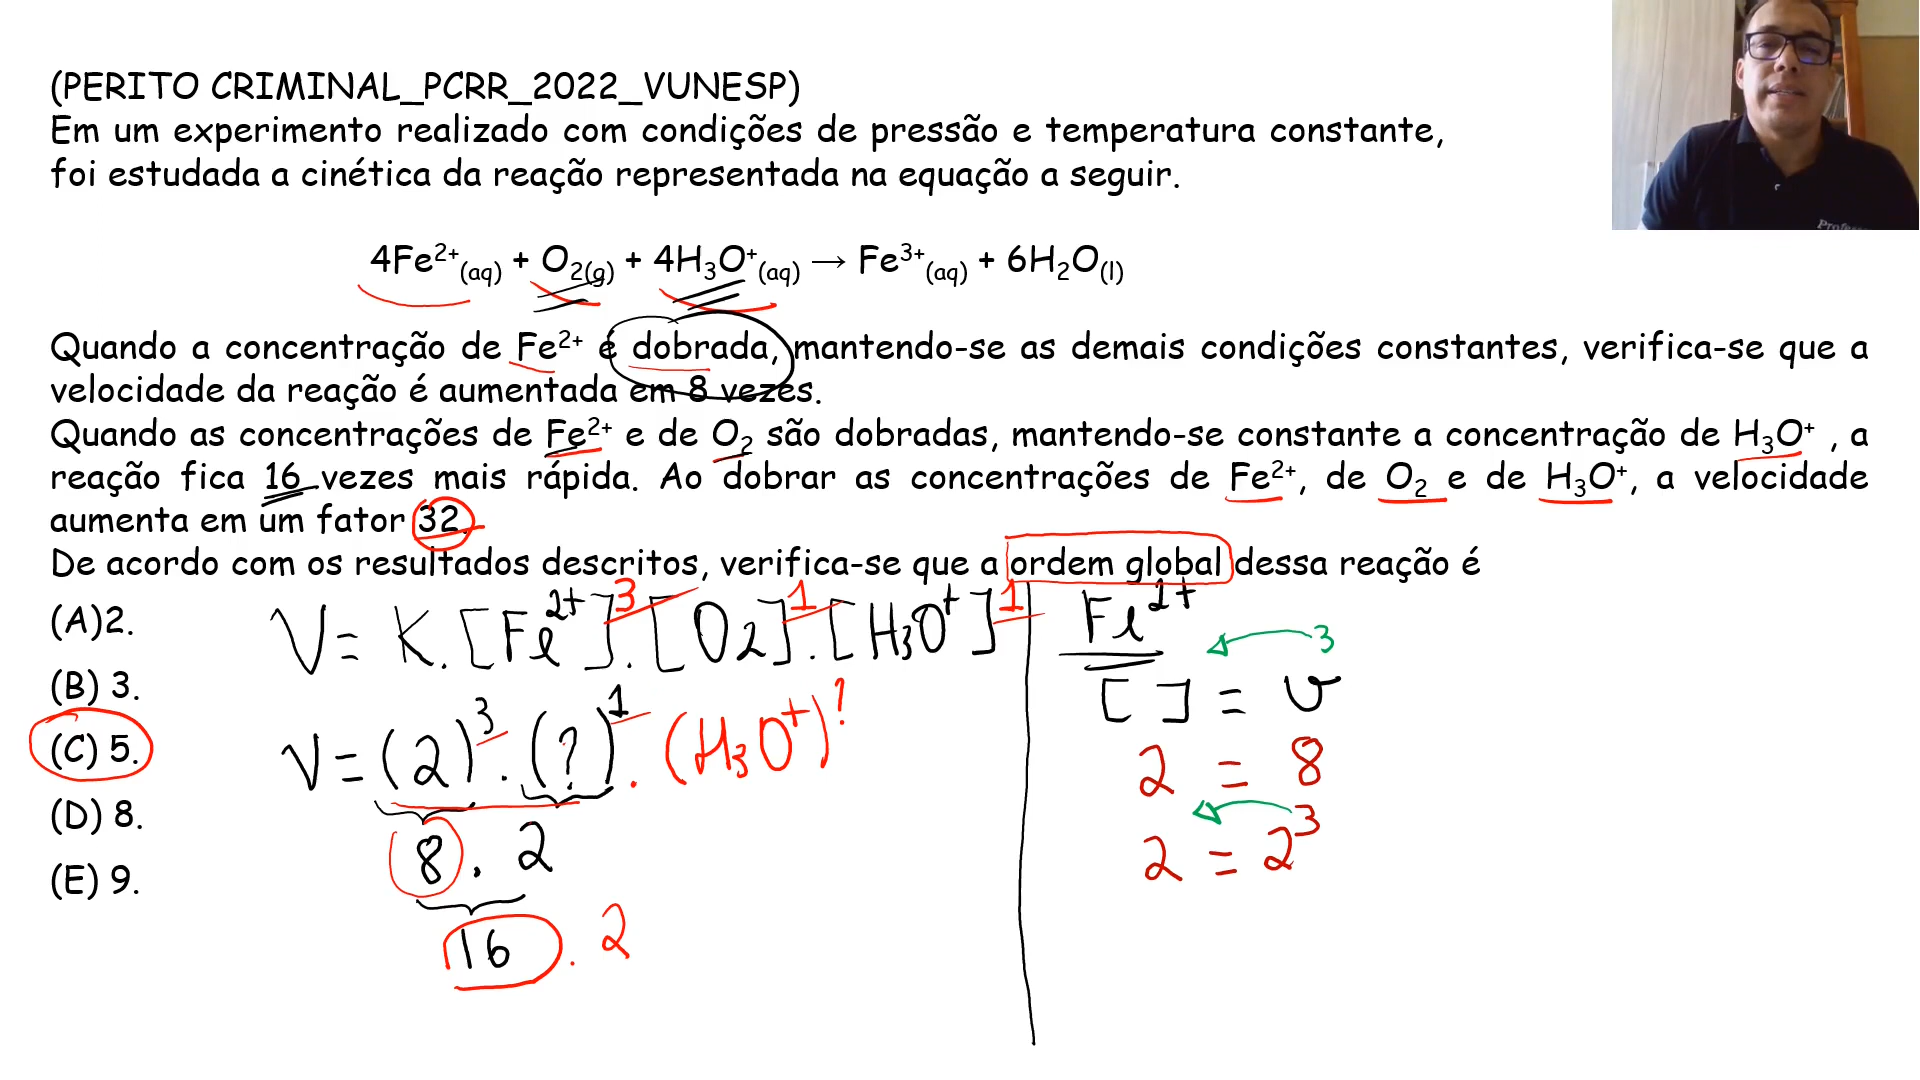 (PERITO CRIMINAL_PCRR_2022_VUNESP)
Em um experimento realizado com condições de pressão e temperatura constante,
foi estudada a cinética da reação representada na equação a seguir.
4Fe²⁺(aq) + O₂(g) + 4H₃O⁺(aq) → Fe³⁺(aq) + 6H₂O(l)
Quando a concentração de Fe²⁺ é dobrada, mantendo-se as demais condições constantes, verifica-se que a
velocidade da reação é aumentada em 8 vezes.
Quando as concentrações de Fe²⁺ e de O₂ são dobradas, mantendo-se constante a concentração de H₃O⁺ , a
reação fica 16 vezes mais rápida. Ao dobrar as concentrações de Fe²⁺, de O₂ e de H₃O⁺, a velocidade
aumenta em um fator 32.
De acordo com os resultados descritos, verifica-se que a ordem global dessa reação é
(A)2.
(B) 3.
(C) 5.
(D) 8.
(E) 9.
V = K . [Fe²⁺]³ . [O₂]¹ . [H₃O⁺]¹
V = (2)³ . (?)¹ . (H₃O⁺)?
8 . 2
16 . 2
Fe²⁺
3
[ ] = v
2 = 8
2 = 2³